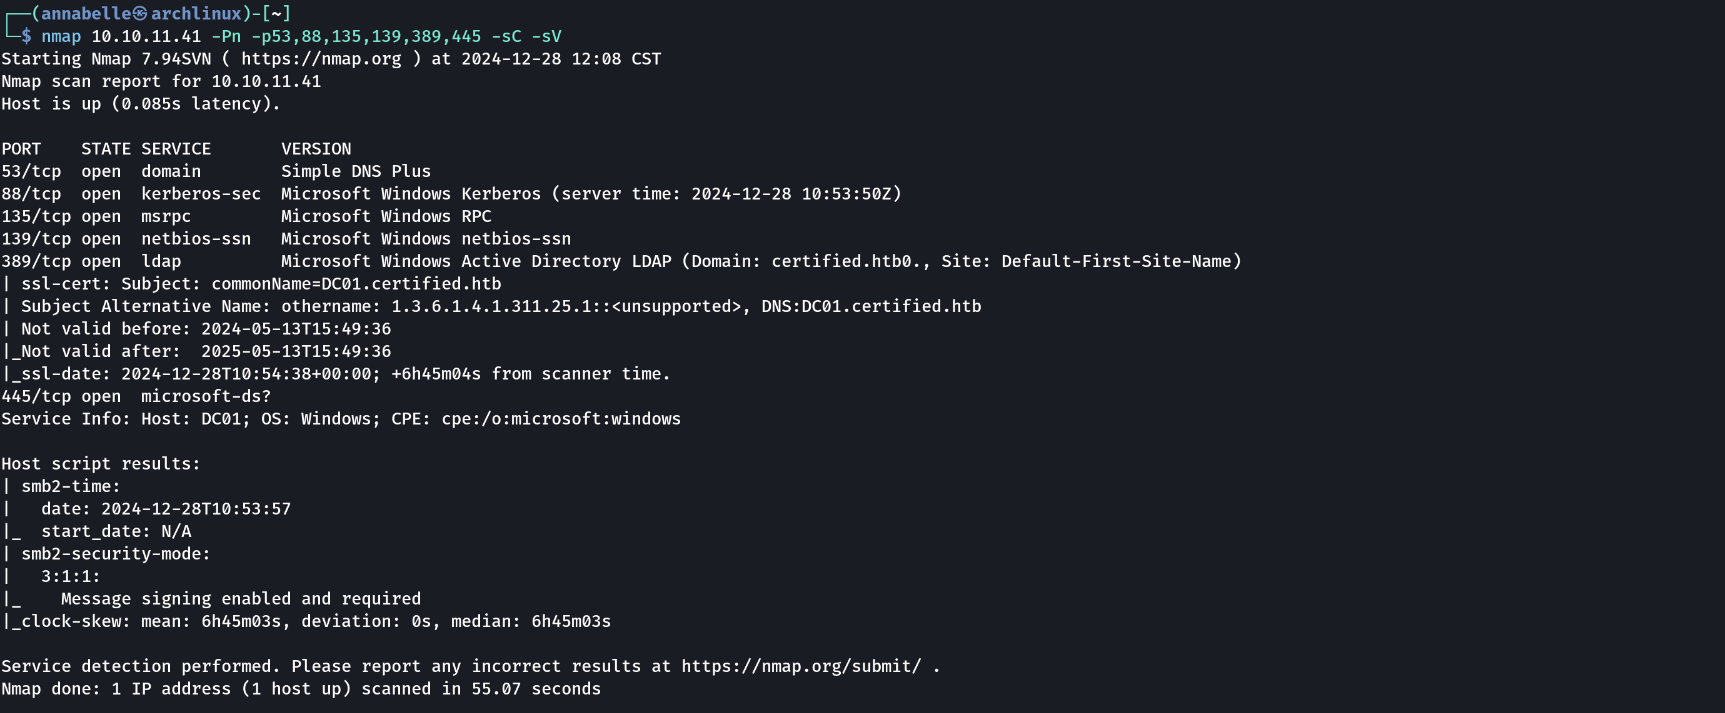 ┌──(annabelle㉿archlinux)-[~]
└─$ nmap 10.10.11.41 -Pn -p53,88,135,139,389,445 -sC -sV
Starting Nmap 7.94SVN ( https://nmap.org ) at 2024-12-28 12:08 CST
Nmap scan report for 10.10.11.41
Host is up (0.085s latency).

PORT    STATE SERVICE       VERSION
53/tcp  open  domain        Simple DNS Plus
88/tcp  open  kerberos-sec  Microsoft Windows Kerberos (server time: 2024-12-28 10:53:50Z)
135/tcp open  msrpc         Microsoft Windows RPC
139/tcp open  netbios-ssn   Microsoft Windows netbios-ssn
389/tcp open  ldap          Microsoft Windows Active Directory LDAP (Domain: certified.htb0., Site: Default-First-Site-Name)
| ssl-cert: Subject: commonName=DC01.certified.htb
| Subject Alternative Name: othername: 1.3.6.1.4.1.311.25.1::<unsupported>, DNS:DC01.certified.htb
| Not valid before: 2024-05-13T15:49:36
|_Not valid after:  2025-05-13T15:49:36
|_ssl-date: 2024-12-28T10:54:38+00:00; +6h45m04s from scanner time.
445/tcp open  microsoft-ds?
Service Info: Host: DC01; OS: Windows; CPE: cpe:/o:microsoft:windows

Host script results:
| smb2-time:
|   date: 2024-12-28T10:53:57
|_  start_date: N/A
| smb2-security-mode:
|   3:1:1:
|_    Message signing enabled and required
|_clock-skew: mean: 6h45m03s, deviation: 0s, median: 6h45m03s

Service detection performed. Please report any incorrect results at https://nmap.org/submit/ .
Nmap done: 1 IP address (1 host up) scanned in 55.07 seconds